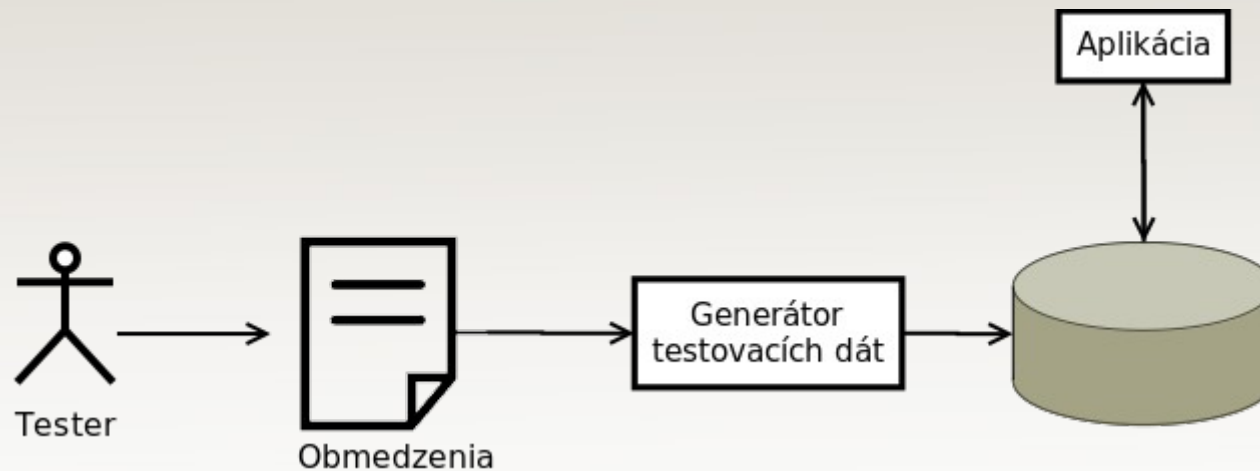 Aplikácia
Generátor
testovacích dát
Tester
Obmedzenia